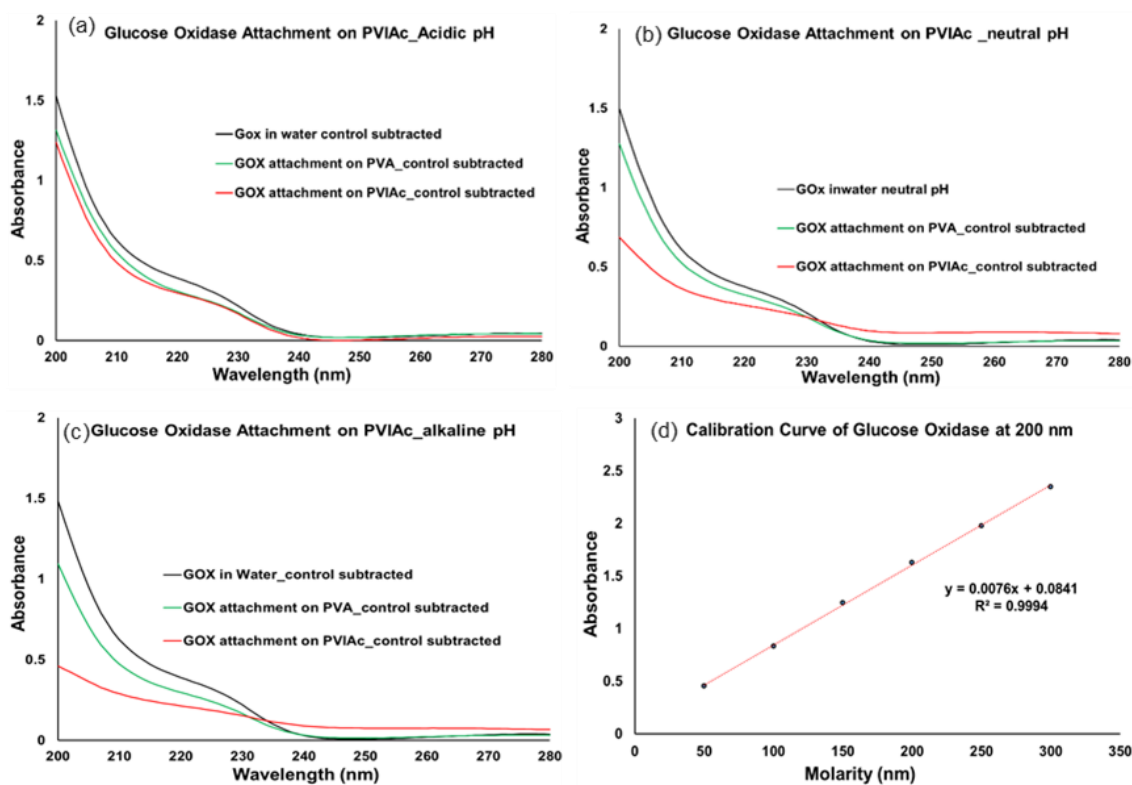 (a)
Glucose Oxidase Attachment on PVIAc_Acidic pH
2
1.5
1
0.5
0
Absorbance
Gox in water control subtracted
GOX attachment on PVA_control subtracted
GOX attachment on PVIAc_control subtracted
200 210 220 230 240 250 260 270 280
Wavelength (nm)
(b)
Glucose Oxidase Attachment on PVIAc _neutral pH
2
1.5
1
0.5
0
Absorbance
GOx inwater neutral pH
GOX attachment on PVA_control subtracted
GOX attachment on PVIAc_control subtracted
200 210 220 230 240 250 260 270 280
Wavelength (nm)
(c)
Glucose Oxidase Attachment on PVIAc_alkaline pH
2
1.5
1
0.5
0
Absorbance
GOX in Water_control subtracted
GOX attachment on PVA_control subtracted
GOX attachment on PVIAc_control subtracted
200 210 220 230 240 250 260 270 280
Wavelength (nm)
(d)
Calibration Curve of Glucose Oxidase at 200 nm
3
2.5
2
1.5
1
0.5
0
Absorbance
y = 0.0076x + 0.0841
R² = 0.9994
0 50 100 150 200 250 300 350
Molarity (nm)